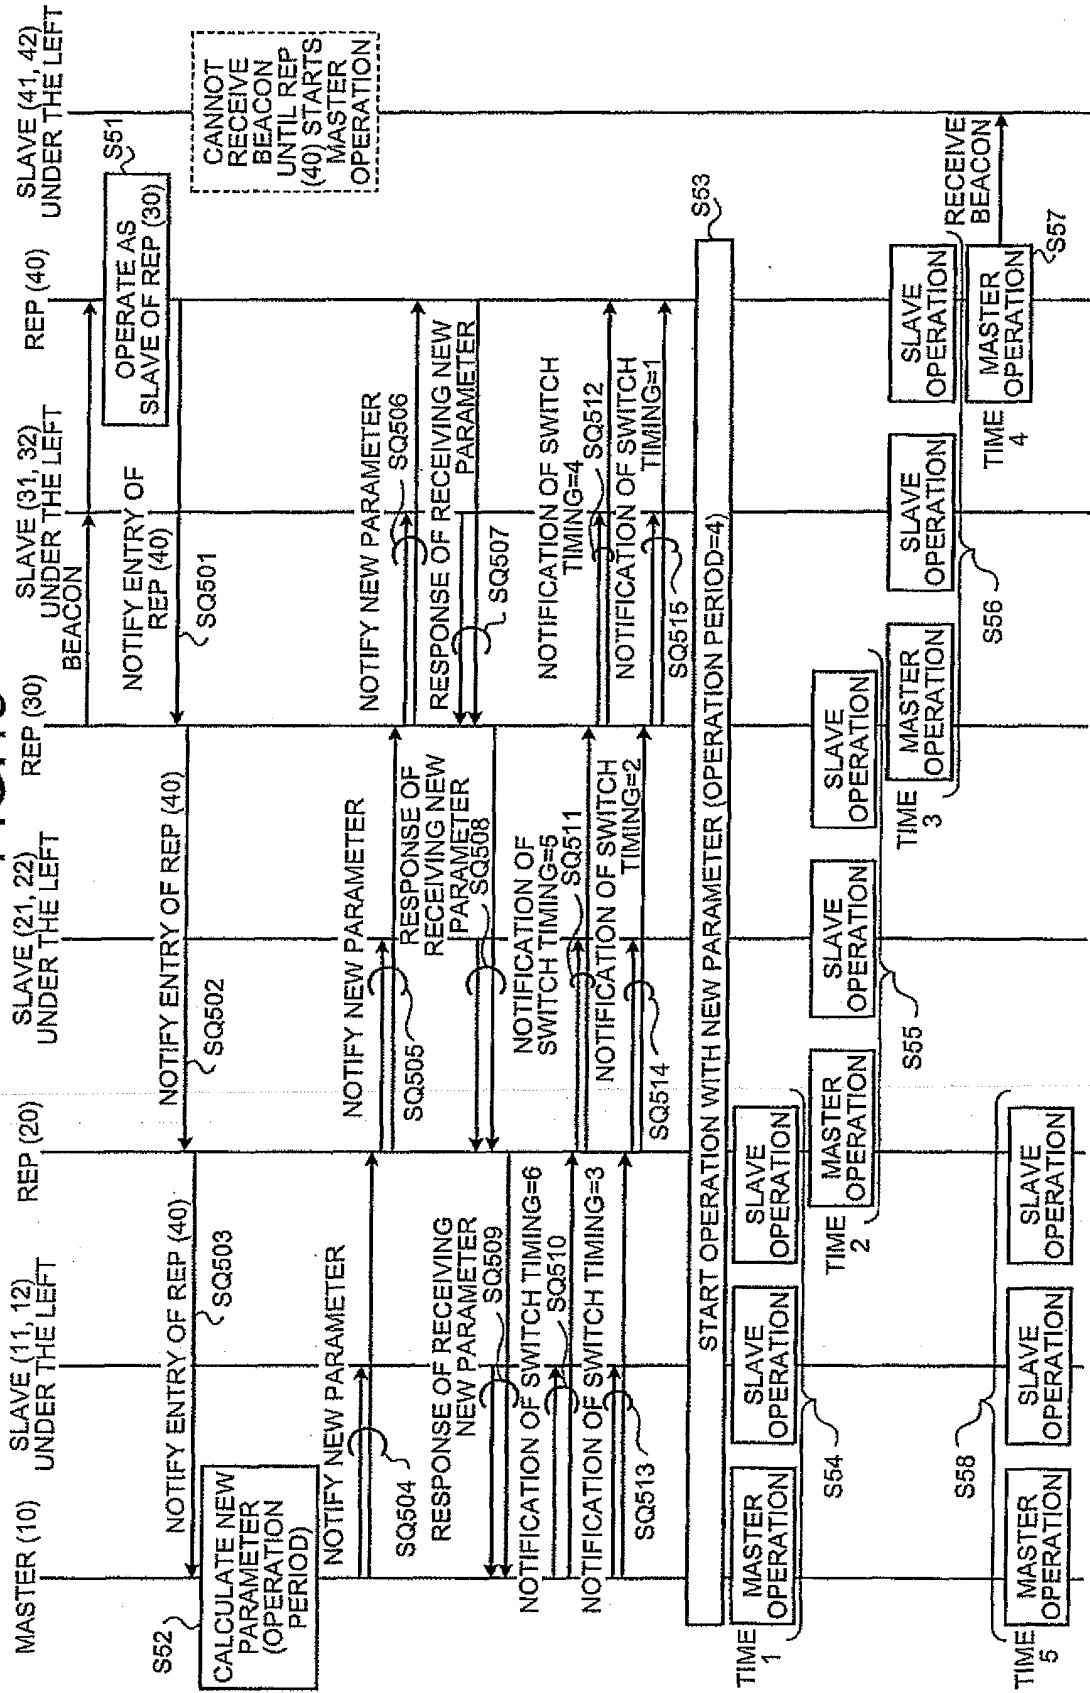 MASTER (10)
SLAVE (11, 12)
UNDER THE LEFT
REP (20)
SLAVE (21, 22)
UNDER THE LEFT
REP (30)
SLAVE (31, 32)
UNDER THE LEFT
REP (40)
SLAVE (41, 42)
UNDER THE LEFT
BEACON
S51
OPERATE AS
SLAVE OF REP (30)
CANNOT
RECEIVE
BEACON
UNTIL REP
(40) STARTS
MASTER
OPERATION
NOTIFY ENTRY OF
REP (40)
SQ501
NOTIFY ENTRY OF REP (40)
SQ502
NOTIFY ENTRY OF REP (40)
SQ503
S52
CALCULATE NEW
PARAMETER
(OPERATION
PERIOD)
NOTIFY NEW PARAMETER
SQ504
NOTIFY NEW PARAMETER
SQ505
NOTIFY NEW PARAMETER
SQ506
RESPONSE OF RECEIVING NEW
PARAMETER
SQ507
RESPONSE OF
RECEIVING NEW
PARAMETER
SQ508
RESPONSE OF RECEIVING
NEW PARAMETER
SQ509
NOTIFICATION OF SWITCH TIMING=6
SQ510
NOTIFICATION OF
SWITCH TIMING=5
SQ511
NOTIFICATION OF SWITCH
TIMING=4
SQ512
NOTIFICATION OF SWITCH TIMING=3
SQ513
NOTIFICATION OF SWITCH
TIMING=2
SQ514
NOTIFICATION OF SWITCH
TIMING=1
SQ515
S53
START OPERATION WITH NEW PARAMETER (OPERATION PERIOD=4)
TIME
1
MASTER
OPERATION
SLAVE
OPERATION
SLAVE
OPERATION
S54
TIME
2
MASTER
OPERATION
SLAVE
OPERATION
SLAVE
OPERATION
S55
TIME
3
MASTER
OPERATION
SLAVE
OPERATION
SLAVE
OPERATION
S56
TIME
4
MASTER
OPERATION
RECEIVE
BEACON
S57
TIME
5
MASTER
OPERATION
SLAVE
OPERATION
SLAVE
OPERATION
S58